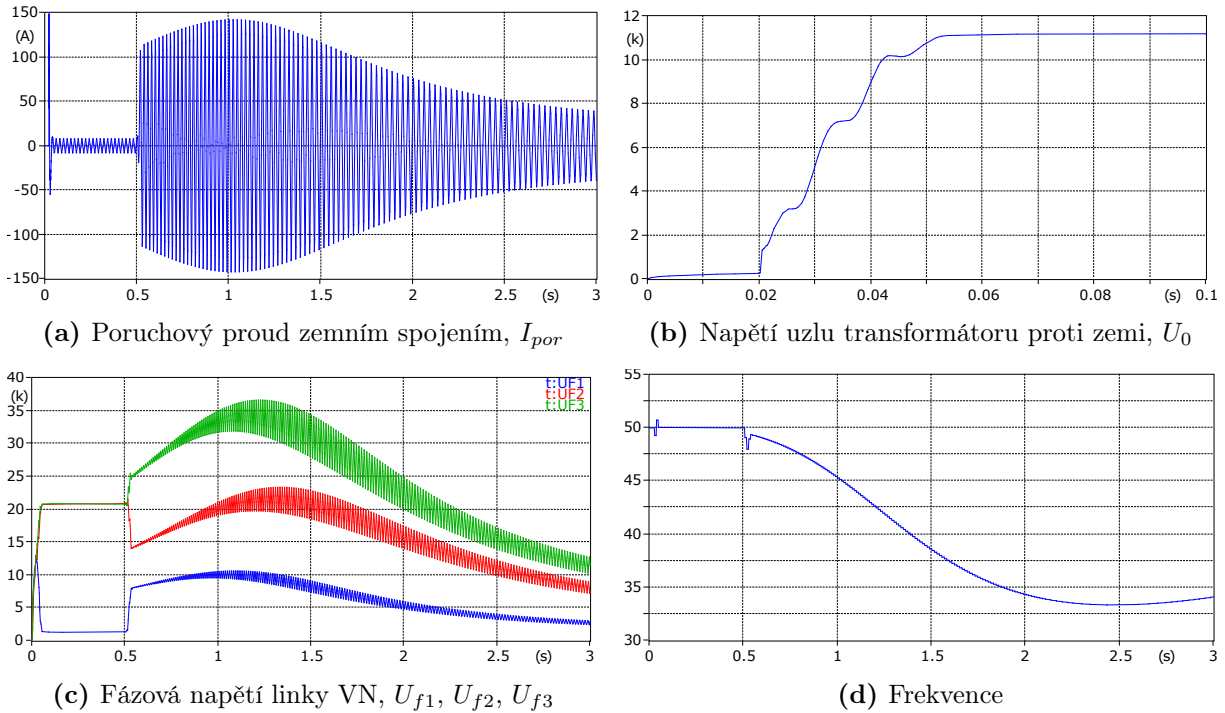 150
(A)
100
50
0
-50
-100
-150
0 0.5 1 1.5 2 2.5 (s) 3
(a) Poruchový proud zemním spojením, I_por
12
(k)
10
8
6
4
2
0
0 0.02 0.04 0.06 0.08 (s) 0.1
(b) Napětí uzlu transformátoru proti zemi, U_0
40
(k)
35
30
25
20
15
10
5
0
t:UF1
t:UF2
t:UF3
0 0.5 1 1.5 2 2.5 (s) 3
(c) Fázová napětí linky VN, U_f1, U_f2, U_f3
55
50
45
40
35
30
0 0.5 1 1.5 2 2.5 (s) 3
(d) Frekvence